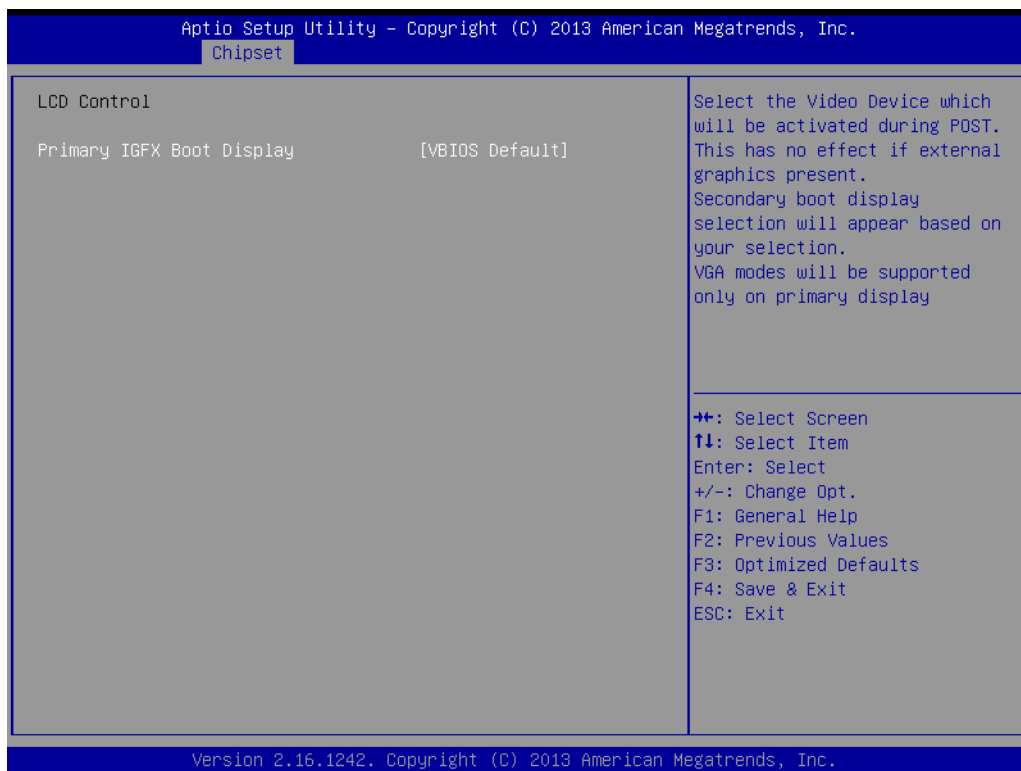 Aptio Setup Utility – Copyright (C) 2013 American Megatrends, Inc.
Chipset
LCD Control
Primary IGFX Boot Display [VBIOS Default]
Select the Video Device which
will be activated during POST.
This has no effect if external
graphics present.
Secondary boot display
selection will appear based on
your selection.
VGA modes will be supported
only on primary display
→←: Select Screen
↑↓: Select Item
Enter: Select
+/-: Change Opt.
F1: General Help
F2: Previous Values
F3: Optimized Defaults
F4: Save & Exit
ESC: Exit
Version 2.16.1242. Copyright (C) 2013 American Megatrends, Inc.